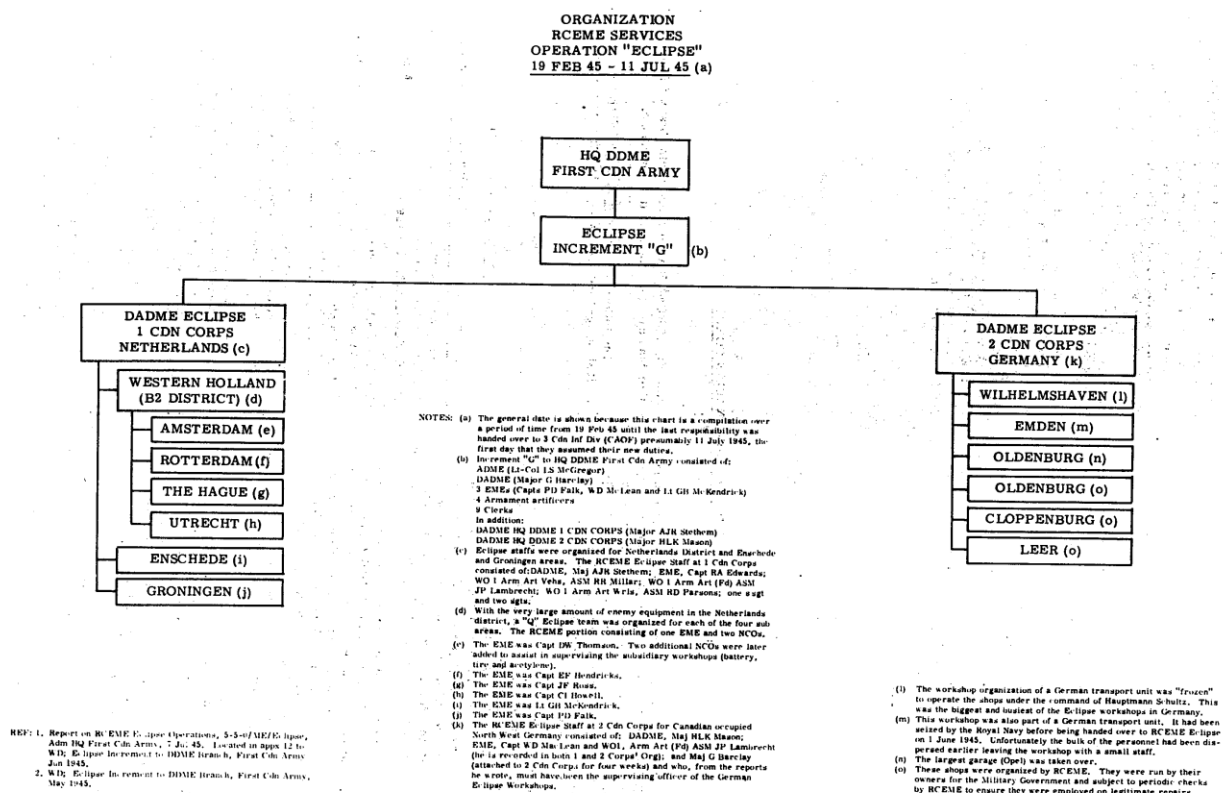 ORGANIZATION
RCEME SERVICES
OPERATION "ECLIPSE"
19 FEB 45 - 11 JUL 45 (a)
HQ DDME
FIRST CDN ARMY
ECLIPSE
INCREMENT "G" (b)
DADME ECLIPSE
1 CDN CORPS
NETHERLANDS (c)
WESTERN HOLLAND
(B2 DISTRICT) (d)
AMSTERDAM (e)
ROTTERDAM (f)
THE HAGUE (g)
UTRECHT (h)
ENSCHEDE (i)
GRONINGEN (j)
DADME ECLIPSE
2 CDN CORPS
GERMANY (k)
WILHELMSHAVEN (l)
EMDEN (m)
OLDENBURG (n)
OLDENBURG (o)
CLOPPENBURG (o)
LEER (o)
NOTES: (a) The general date is shown because this chart is a compilation over
a period of time from 19 Feb 45 until the last responsibility was
handed over to 3 Cdn Inf Div (CAOF) presumably 11 July 1945, the
first day that they assumed their new duties.
(b) Increment "G" to HQ DDME First Cdn Army consisted of:
ADME (Lt-Col LS McGregor)
DADME (Major G Barclay)
3 EMEs (Capts PD Falk, WD McLean and Lt GH McKendrick)
4 Armament artificers
9 Clerks
In addition:
DADME HQ DDME 1 CDN CORPS (Major AJR Stethem)
DADME HQ DDME 2 CDN CORPS (Major HLK Mason)
(c) Eclipse staffs were organized for Netherlands District and Enschede
and Groningen areas. The RCEME Eclipse Staff at 1 Cdn Corps
consisted of:DADME, Maj AJR Stethem; EME, Capt RA Edwards;
WO 1 Arm Art Vehs, ASM RR Millar; WO 1 Arm Art (Fd) ASM
JP Lambrecht; WO 1 Arm Art Wrls, ASM RD Parsons; one ssgt
and two sgts.
(d) With the very large amount of enemy equipment in the Netherlands
district, a "Q" Eclipse team was organized for each of the four sub
areas. The RCEME portion consisting of one EME and two NCOs.
(e) The EME was Capt DW Thomson. Two additional NCOs were later
added to assist in supervising the subsidiary workshops (battery,
tire and acetylene).
(f) The EME was Capt EF Hendricks.
(g) The EME was Capt JF Ross.
(h) The EME was Capt CI Howell.
(i) The EME was Lt GH McKendrick.
(j) The EME was Capt PD Falk.
(k) The RCEME Eclipse Staff at 2 Cdn Corps for Canadian occupied
North West Germany consisted of: DADME, Maj HLK Mason;
EME, Capt WD MacLean and WO1, Arm Art (Fd) ASM JP Lambrecht
(he is recorded in both 1 and 2 Corps' Org); and Maj G Barclay
(attached to 2 Cdn Corps for four weeks) and who, from the reports
he wrote, must have been the supervising officer of the German
Eclipse Workshops.
REF: 1. Report on RCEME Eclipse Operations,
Adm HQ First Cdn Army, 7 Jul 45. Located in apps 12 to
WD; Eclipse Increment to DDME Branch, First Cdn Army
Jun 1945.
2. WD; Eclipse Increment to DDME Branch, First Cdn Army,
May 1945.
(l) The workshop organization of a German transport unit was "frozen"
to operate the shops under the command of Hauptmann Schultz. This
was the biggest and busiest of the Eclipse workshops in Germany.
(m) This workshop was also part of a German transport unit. It had been
seized by the Royal Navy before being handed over to RCEME Eclipse
on 1 June 1945. Unfortunately the bulk of the personnel had been dis-
persed earlier leaving the workshop with a small staff.
(n) The largest garage (Opel) was taken over.
(o) These shops were organized by RCEME. They were run by their
owners for the Military Government and subject to periodic checks
by RCEME to ensure they were employed on legitimate repairs